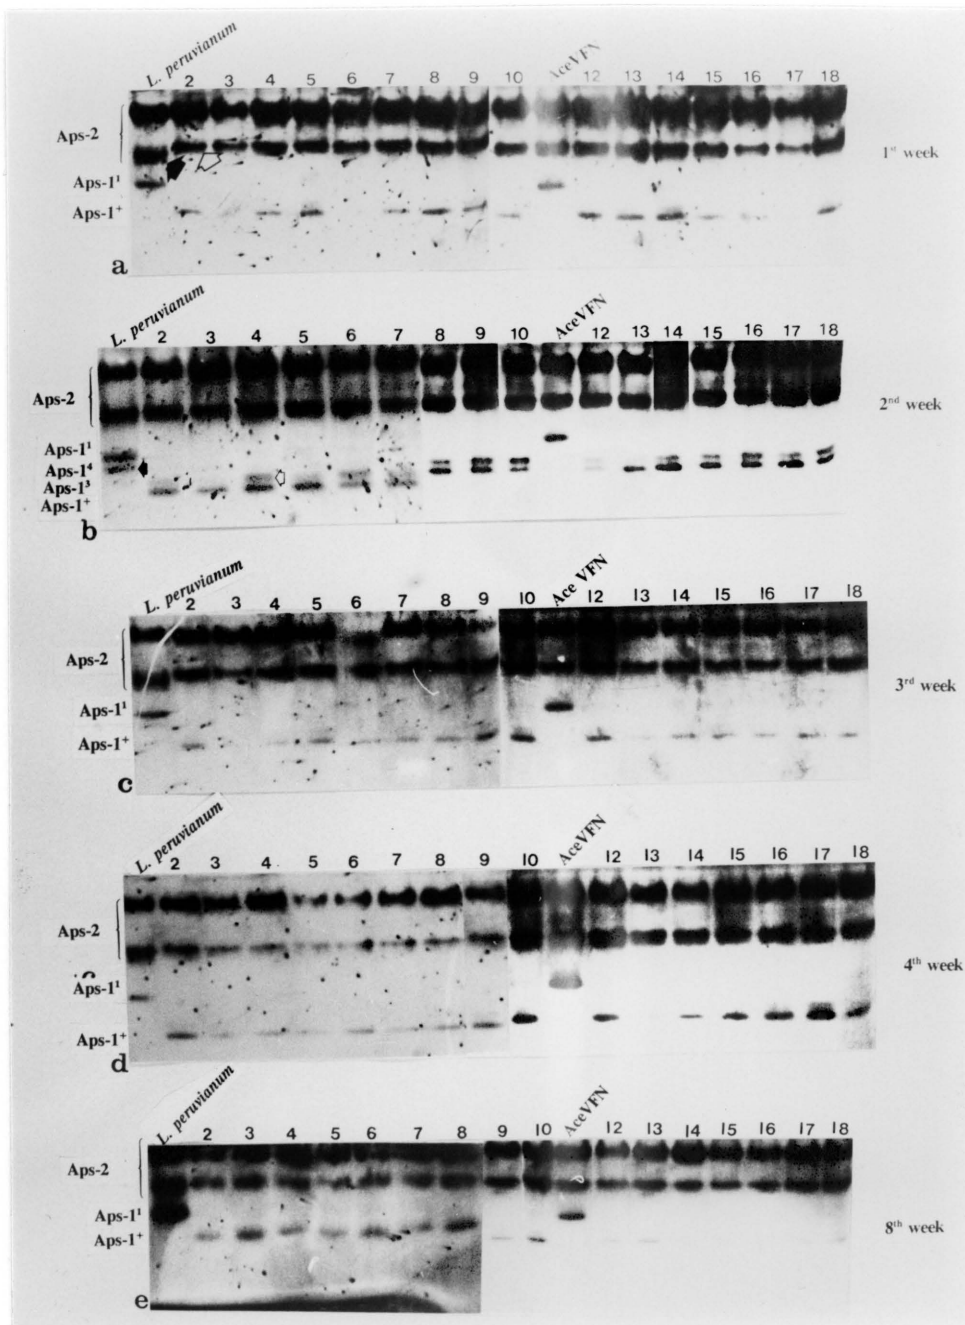 L. peruvianum 2 3 4 5 6 7 8 9 10 AceVFN 12 13 14 15 16 17 18
Aps-2
1st week
Aps-1¹
Aps-1⁺
a
L. peruvianum 2 3 4 5 6 7 8 9 10 AceVFN 12 13 14 15 16 17 18
Aps-2
2nd week
Aps-1¹
Aps-1⁴
Aps-1³
Aps-1⁺
b
L. peruvianum 2 3 4 5 6 7 8 9 10 Ace VFN 12 13 14 15 16 17 18
Aps-2
3rd week
Aps-1¹
Aps-1⁺
c
L. peruvianum 2 3 4 5 6 7 8 9 10 AceVFN 12 13 14 15 16 17 18
Aps-2
4th week
Aps-1¹
Aps-1⁺
d
L. peruvianum 2 3 4 5 6 7 8 9 10 AceVFN 12 13 14 15 16 17 18
Aps-2
Aps-1¹
8th week
Aps-1⁺
e